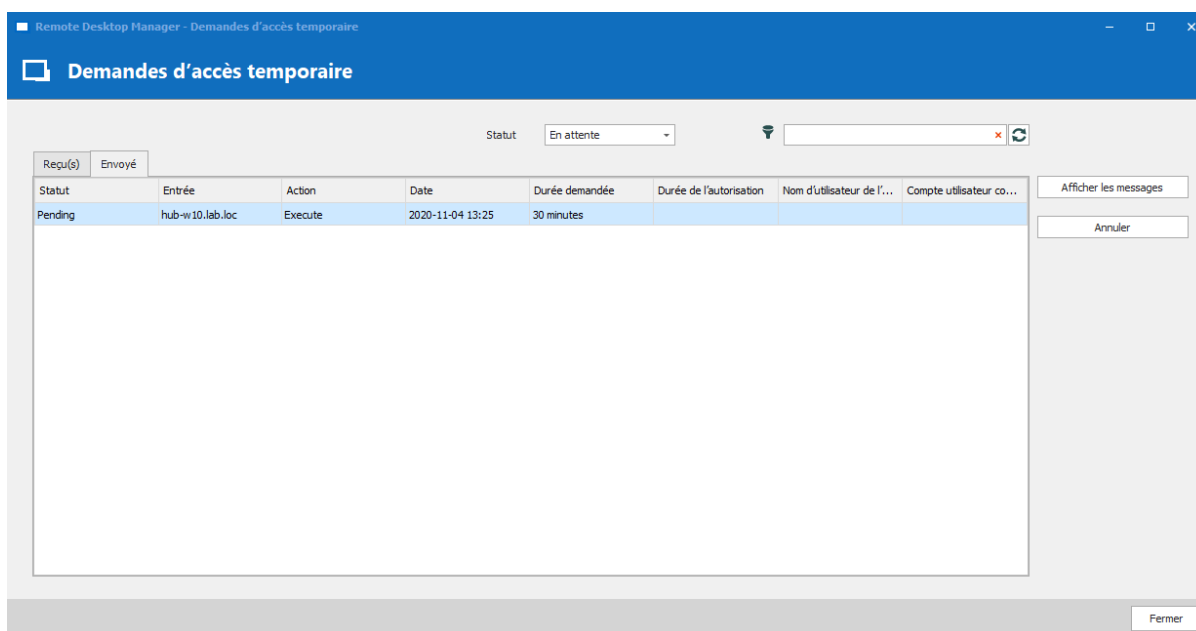 Remote Desktop Manager - Demandes d'accès temporaire
Demandes d'accès temporaire
Statut En attente
Reçu(s) Envoyé
Statut Entrée Action Date Durée demandée Durée de l'autorisation Nom d'utilisateur de l'... Compte utilisateur co... Afficher les messages
Pending hub-w10.lab.loc Execute 2020-11-04 13:25 30 minutes
Annuler
Fermer